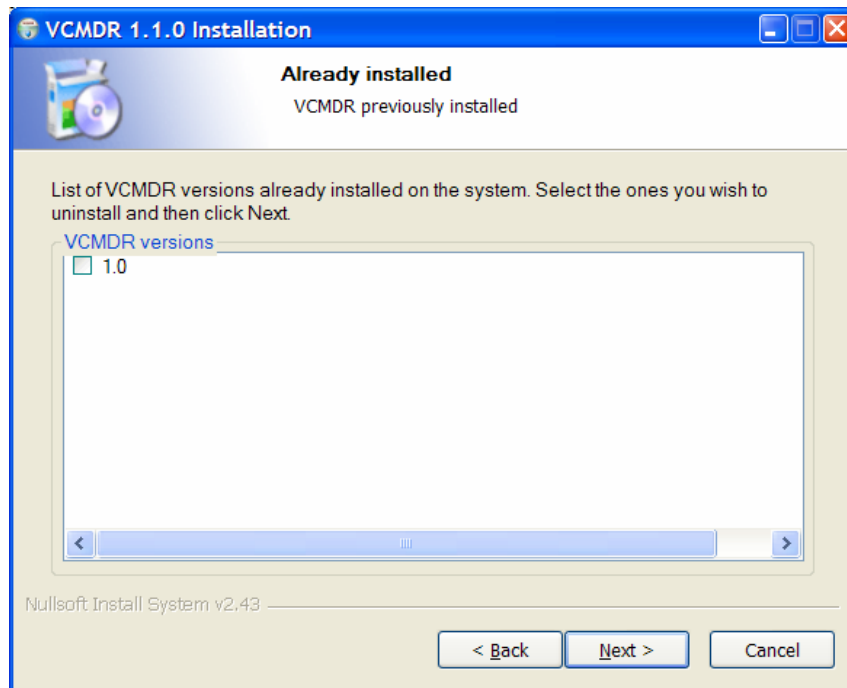 VCMDR 1.1.0 Installation
Already installed
VCMDR previously installed
List of VCMDR versions already installed on the system. Select the ones you wish to
uninstall and then click Next.
VCMDR versions
1.0
Nullsoft Install System v2.43
< Back
Next >
Cancel